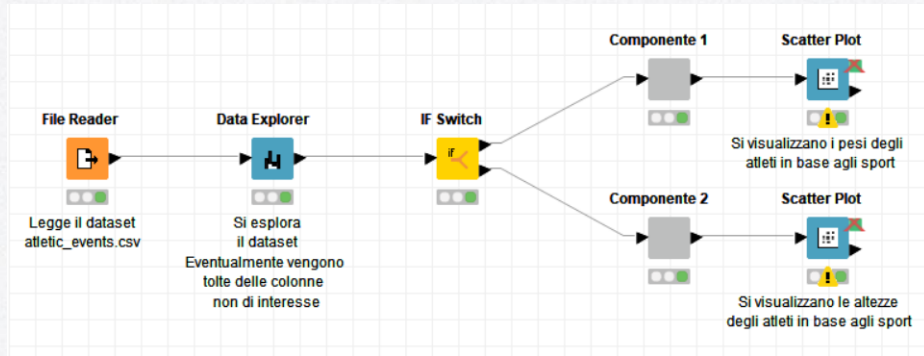 Componente 1
Scatter Plot
File Reader
Data Explorer
IF Switch
if
Si visualizzano i pesi degli
atleti in base agli sport
Legge il dataset
atletic_events.csv
Si esplora
il dataset
Eventualmente vengono
tolte delle colonne
non di interesse
Componente 2
Scatter Plot
Si visualizzano le altezze
degli atleti in base agli sport